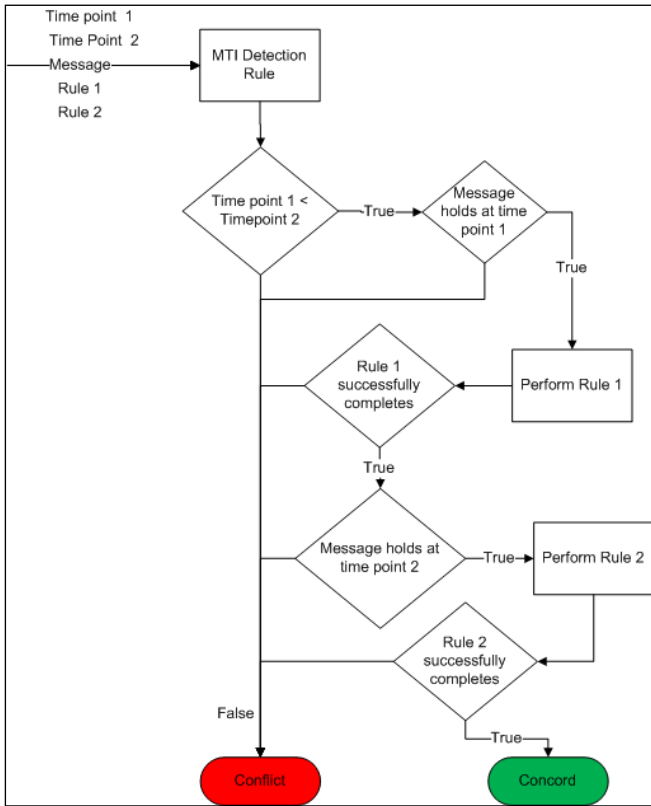 Time point 1
Time Point 2
Message
Rule 1
Rule 2
MTI Detection
Rule
Time point 1 <
Timepoint 2
True
Message
holds at time
point 1
True
Rule 1
successfully
completes
Perform Rule 1
True
Message holds at
time point 2
True
Perform Rule 2
Rule 2
successfully
completes
False
True
Conflict
Concord